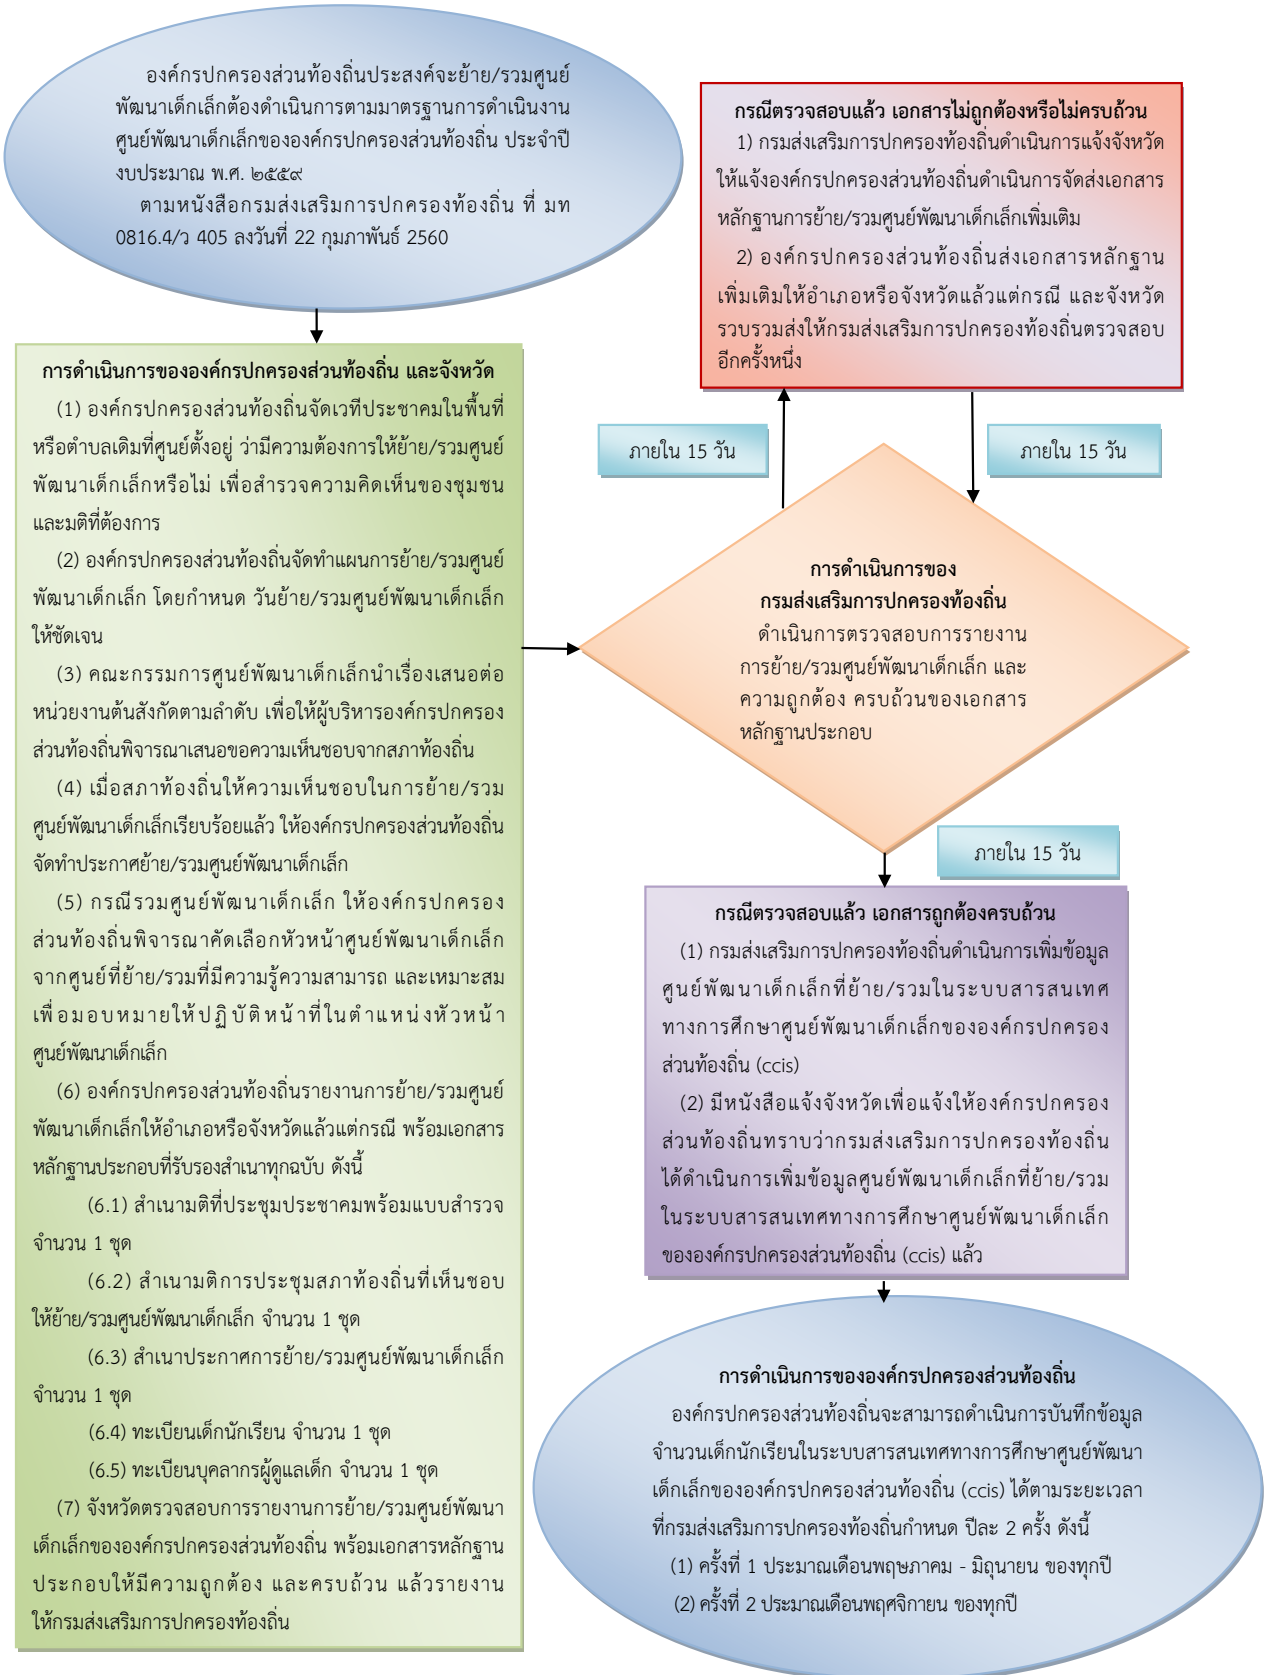 องค์กรปกครองส่วนท้องถิ่นประสงค์จะย้าย/รวมศูนย์
พัฒนาเด็กเล็กต้องดำเนินการตามมาตรฐานการดำเนินงาน
ศูนย์พัฒนาเด็กเล็กขององค์กรปกครองส่วนท้องถิ่น ประจำปี
งบประมาณ พ.ศ. ๒๕๕๙
ตามหนังสือกรมส่งเสริมการปกครองท้องถิ่น ที่ มท
0816.4/ว 405 ลงวันที่ 22 กุมภาพันธ์ 2560
การดำเนินการขององค์กรปกครองส่วนท้องถิ่น และจังหวัด
(1) องค์กรปกครองส่วนท้องถิ่นจัดเวทีประชาคมในพื้นที่
หรือตำบลเดิมที่ศูนย์ตั้งอยู่ ว่ามีความต้องการให้ย้าย/รวมศูนย์
พัฒนาเด็กเล็กหรือไม่ เพื่อสำรวจความคิดเห็นของชุมชน
และมติที่ต้องการ
(2) องค์กรปกครองส่วนท้องถิ่นจัดทำแผนการย้าย/รวมศูนย์
พัฒนาเด็กเล็ก โดยกำหนด วันย้าย/รวมศูนย์พัฒนาเด็กเล็ก
ให้ชัดเจน
(3) คณะกรรมการศูนย์พัฒนาเด็กเล็กนำเรื่องเสนอต่อ
หน่วยงานต้นสังกัดตามลำดับ เพื่อให้ผู้บริหารองค์กรปกครอง
ส่วนท้องถิ่นพิจารณาเสนอขอความเห็นชอบจากสภาท้องถิ่น
(4) เมื่อสภาท้องถิ่นให้ความเห็นชอบในการย้าย/รวม
ศูนย์พัฒนาเด็กเล็กเรียบร้อยแล้ว ให้องค์กรปกครองส่วนท้องถิ่น
จัดทำประกาศย้าย/รวมศูนย์พัฒนาเด็กเล็ก
(5) กรณีรวมศูนย์พัฒนาเด็กเล็ก ให้องค์กรปกครอง
ส่วนท้องถิ่นพิจารณาคัดเลือกหัวหน้าศูนย์พัฒนาเด็กเล็ก
จากศูนย์ที่ย้าย/รวมที่มีความรู้ความสามารถ และเหมาะสม
เพื่อมอบหมายให้ปฏิบัติหน้าที่ในตำแหน่งหัวหน้า
ศูนย์พัฒนาเด็กเล็ก
(6) องค์กรปกครองส่วนท้องถิ่นรายงานการย้าย/รวมศูนย์
พัฒนาเด็กเล็กให้อำเภอหรือจังหวัดแล้วแต่กรณี พร้อมเอกสาร
หลักฐานประกอบที่รับรองสำเนาทุกฉบับ ดังนี้
(6.1) สำเนามติที่ประชุมประชาคมพร้อมแบบสำรวจ
จำนวน 1 ชุด
(6.2) สำเนามติการประชุมสภาท้องถิ่นที่เห็นชอบ
ให้ย้าย/รวมศูนย์พัฒนาเด็กเล็ก จำนวน 1 ชุด
(6.3) สำเนาประกาศการย้าย/รวมศูนย์พัฒนาเด็กเล็ก
จำนวน 1 ชุด
(6.4) ทะเบียนเด็กนักเรียน จำนวน 1 ชุด
(6.5) ทะเบียนบุคลากรผู้ดูแลเด็ก จำนวน 1 ชุด
(7) จังหวัดตรวจสอบการรายงานการย้าย/รวมศูนย์พัฒนา
เด็กเล็กขององค์กรปกครองส่วนท้องถิ่น พร้อมเอกสารหลักฐาน
ประกอบให้มีความถูกต้อง และครบถ้วน แล้วรายงาน
ให้กรมส่งเสริมการปกครองท้องถิ่น
กรณีตรวจสอบแล้ว เอกสารไม่ถูกต้องหรือไม่ครบถ้วน
1) กรมส่งเสริมการปกครองท้องถิ่นดำเนินการแจ้งจังหวัด
ให้แจ้งองค์กรปกครองส่วนท้องถิ่นดำเนินการจัดส่งเอกสาร
หลักฐานการย้าย/รวมศูนย์พัฒนาเด็กเล็กเพิ่มเติม
2) องค์กรปกครองส่วนท้องถิ่นส่งเอกสารหลักฐาน
เพิ่มเติมให้อำเภอหรือจังหวัดแล้วแต่กรณี และจังหวัด
รวบรวมส่งให้กรมส่งเสริมการปกครองท้องถิ่นตรวจสอบ
อีกครั้งหนึ่ง
ภายใน 15 วัน
ภายใน 15 วัน
การดำเนินการของ
กรมส่งเสริมการปกครองท้องถิ่น
ดำเนินการตรวจสอบการรายงาน
การย้าย/รวมศูนย์พัฒนาเด็กเล็ก และ
ความถูกต้อง ครบถ้วนของเอกสาร
หลักฐานประกอบ
ภายใน 15 วัน
กรณีตรวจสอบแล้ว เอกสารถูกต้องครบถ้วน
(1) กรมส่งเสริมการปกครองท้องถิ่นดำเนินการเพิ่มข้อมูล
ศูนย์พัฒนาเด็กเล็กที่ย้าย/รวมในระบบสารสนเทศ
ทางการศึกษาศูนย์พัฒนาเด็กเล็กขององค์กรปกครอง
ส่วนท้องถิ่น (ccis)
(2) มีหนังสือแจ้งจังหวัดเพื่อแจ้งให้องค์กรปกครอง
ส่วนท้องถิ่นทราบว่ากรมส่งเสริมการปกครองท้องถิ่น
ได้ดำเนินการเพิ่มข้อมูลศูนย์พัฒนาเด็กเล็กที่ย้าย/รวม
ในระบบสารสนเทศทางการศึกษาศูนย์พัฒนาเด็กเล็ก
ขององค์กรปกครองส่วนท้องถิ่น (ccis) แล้ว
การดำเนินการขององค์กรปกครองส่วนท้องถิ่น
องค์กรปกครองส่วนท้องถิ่นจะสามารถดำเนินการบันทึกข้อมูล
จำนวนเด็กนักเรียนในระบบสารสนเทศทางการศึกษาศูนย์พัฒนา
เด็กเล็กขององค์กรปกครองส่วนท้องถิ่น (ccis) ได้ตามระยะเวลา
ที่กรมส่งเสริมการปกครองท้องถิ่นกำหนด ปีละ 2 ครั้ง ดังนี้
(1) ครั้งที่ 1 ประมาณเดือนพฤษภาคม - มิถุนายน ของทุกปี
(2) ครั้งที่ 2 ประมาณเดือนพฤศจิกายน ของทุกปี